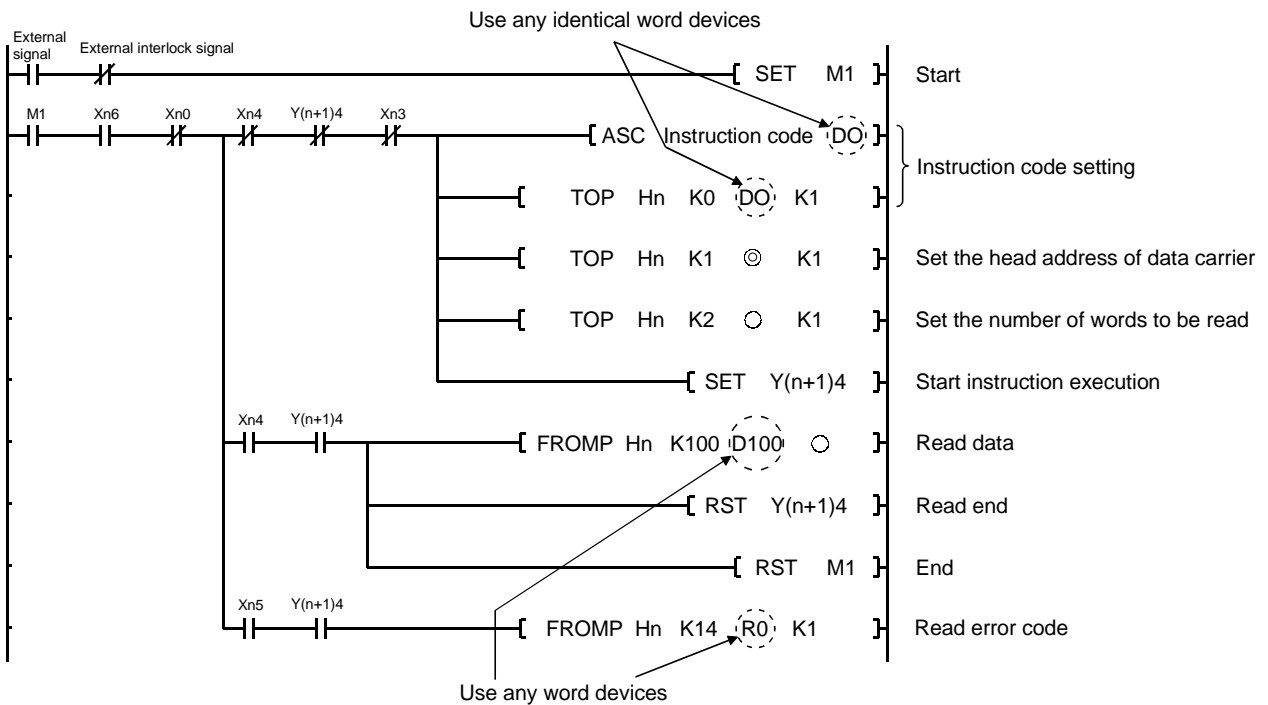 Use any identical word devices
External
signal
External interlock signal
SET M1 Start
M1 Xn6 Xn0 Xn4 Y(n+1)4 Xn3
ASC Instruction code DO
Instruction code setting
TOP Hn K0 DO K1
TOP Hn K1 ◎ K1 Set the head address of data carrier
TOP Hn K2 ○ K1 Set the number of words to be read
SET Y(n+1)4 Start instruction execution
Xn4 Y(n+1)4
FROMP Hn K100 D100 ○ Read data
RST Y(n+1)4 Read end
RST M1 End
Xn5 Y(n+1)4
FROMP Hn K14 R0 K1 Read error code
Use any word devices